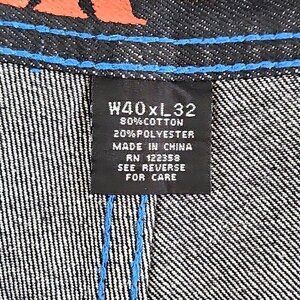 W40xL32
80%COTTON
20%POLYESTER
MADE IN CHINA
RN 122358
SEE REVERSE
FOR CARE